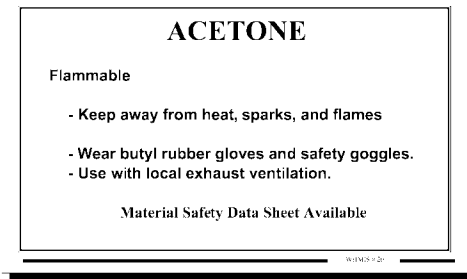 ACETONE
Flammable
- Keep away from heat, sparks, and flames
- Wear butyl rubber gloves and safety goggles.
- Use with local exhaust ventilation.
Material Safety Data Sheet Available